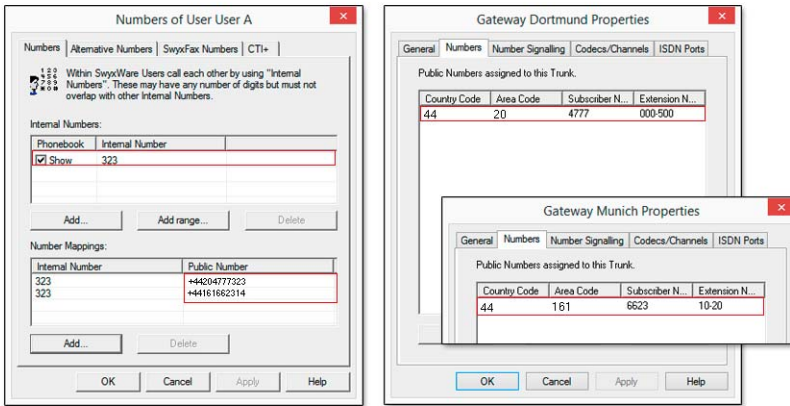 Numbers of User User A
Numbers Alternative Numbers SwyxFax Numbers CTI+
Within SwyxWare Users call each other by using "Internal
Numbers". These may have any number of digits but must not
overlap with other Internal Numbers.
Internal Numbers:
Phonebook Internal Number
Show 323
Add... Add range... Delete
Number Mappings:
Internal Number Public Number
323 +44204777323
323 +44161662314
Add... Delete
OK Cancel Apply Help
Gateway Dortmund Properties
General Numbers Number Signalling Codecs/Channels ISDN Ports
Public Numbers assigned to this Trunk.
Country Code Area Code Subscriber N... Extension N...
44 20 4777 000-500
OK Cancel Apply Help
Gateway Munich Properties
General Numbers Number Signalling Codecs/Channels ISDN Ports
Public Numbers assigned to this Trunk.
Country Code Area Code Subscriber N... Extension N...
44 161 6623 10-20